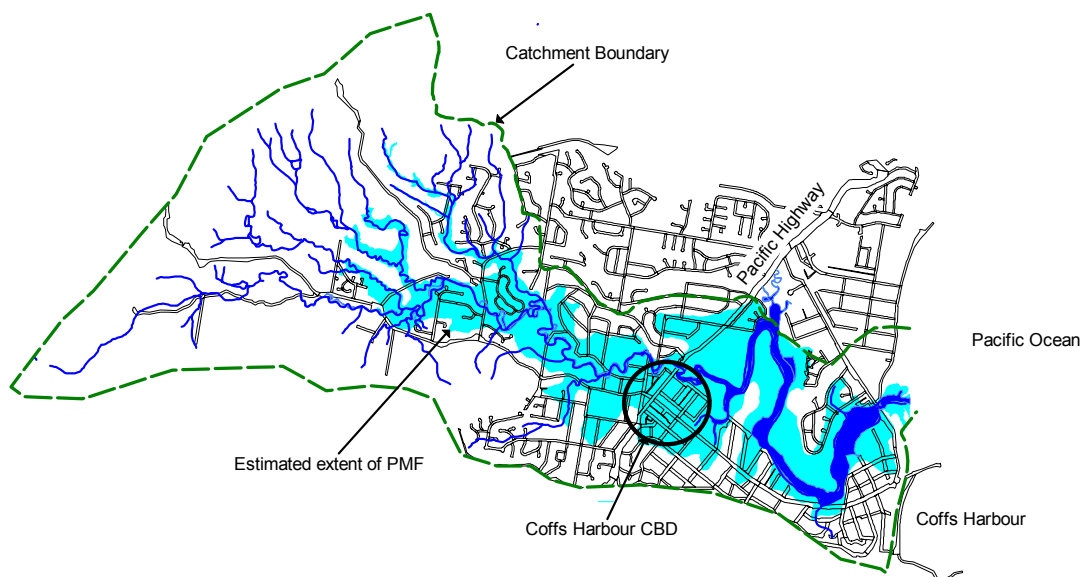 Catchment Boundary
Pacific Highway
Pacific Ocean
Estimated extent of PMF
Coffs Harbour CBD
Coffs Harbour